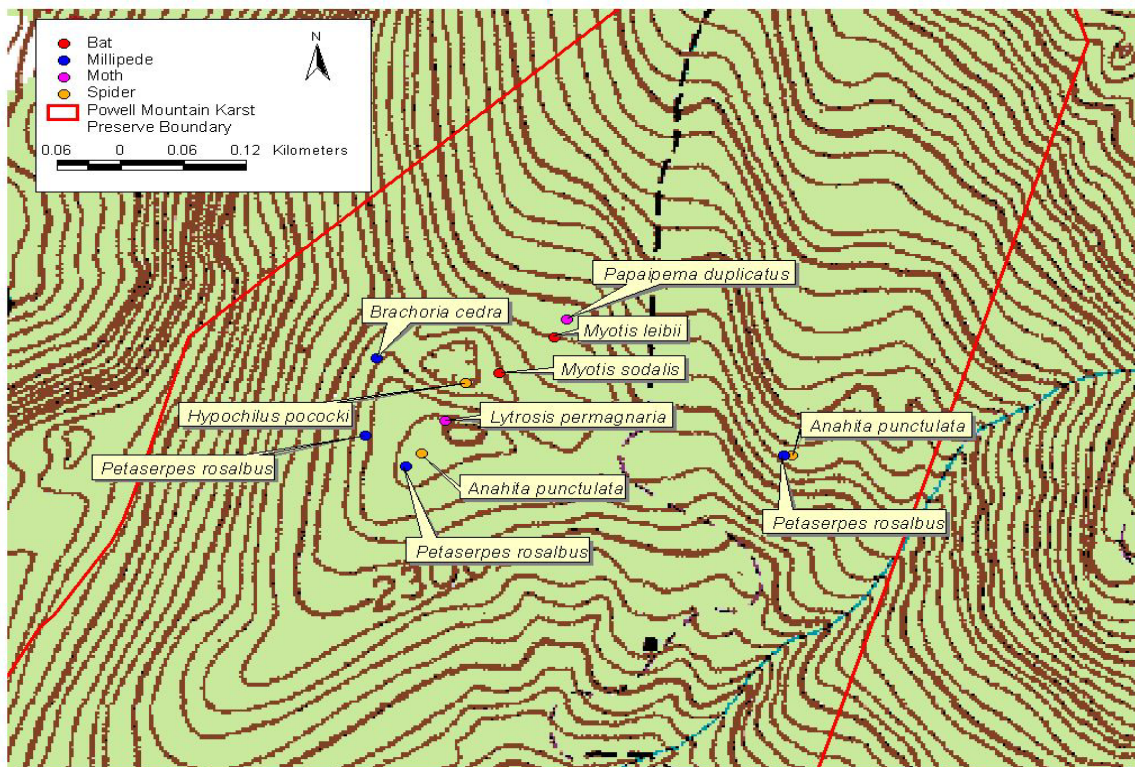 N
Bat
Millipede
Moth
Spider
Powell Mountain Karst
Preserve Boundary
0.06 0 0.06 0.12 Kilometers
Papaipema duplicatus
Brachoria cedra
Myotis leibii
Myotis sodalis
Hypochilus pococki
Lytrosis permagnaria
Anahita punctulata
Petaserpes rosalbus
Anahita punctulata
Petaserpes rosalbus
Petaserpes rosalbus